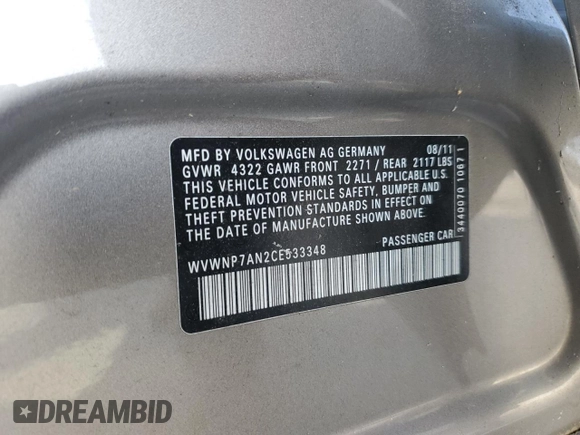 MFD BY VOLKSWAGEN AG GERMANY 08/11
GVWR 4322 GAWR FRONT 2271 / REAR 2117 LBS
THIS VEHICLE CONFORMS TO ALL APPLICABLE U.S.
FEDERAL MOTOR VEHICLE SAFETY, BUMPER AND
THEFT PREVENTION STANDARDS IN EFFECT ON
THE DATE OF MANUFACTURE SHOWN ABOVE.
WVWNP7AN2CE533348 PASSENGER CAR
3440070 1067 1
DREAMBID